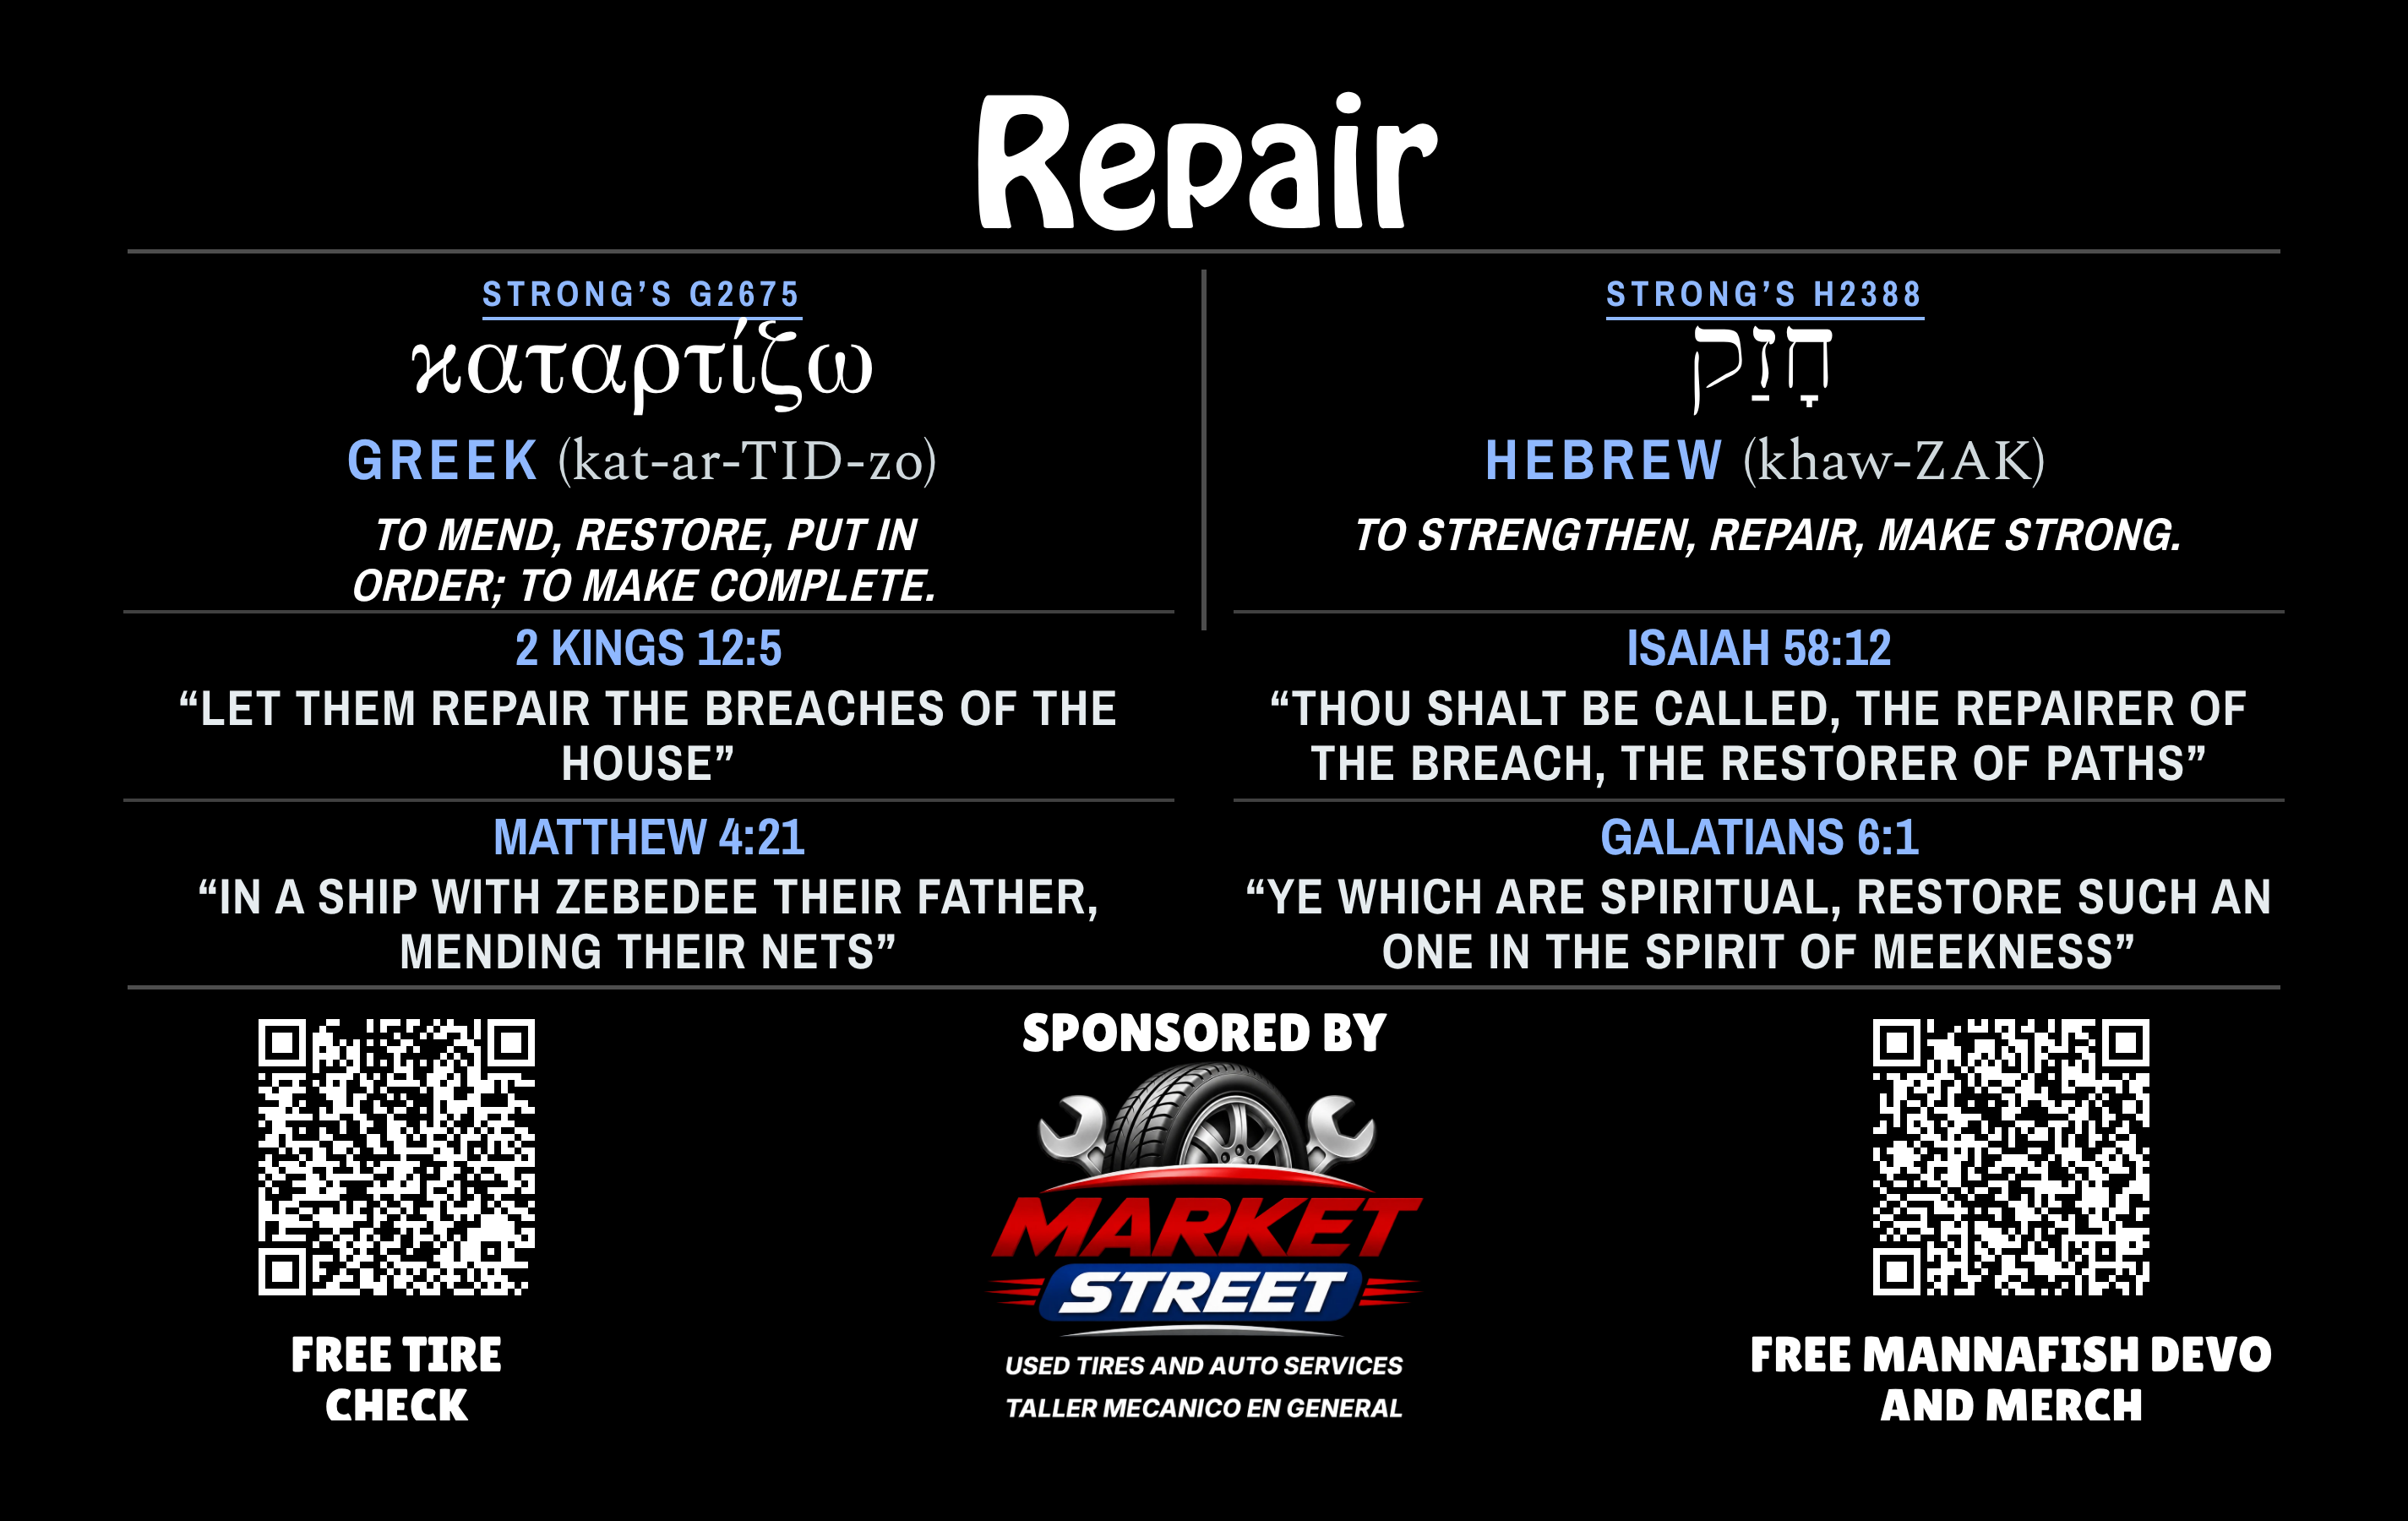 Repair
STRONG’S G2675
καταρτίζω
GREEK (kat-ar-TID-zo)
TO MEND, RESTORE, PUT IN
ORDER; TO MAKE COMPLETE.
STRONG’S H2388
חָזַק
HEBREW (khaw-ZAK)
TO STRENGTHEN, REPAIR, MAKE STRONG.
2 KINGS 12:5
“LET THEM REPAIR THE BREACHES OF THE
HOUSE”
ISAIAH 58:12
“THOU SHALT BE CALLED, THE REPAIRER OF
THE BREACH, THE RESTORER OF PATHS”
MATTHEW 4:21
“IN A SHIP WITH ZEBEDEE THEIR FATHER,
MENDING THEIR NETS”
GALATIANS 6:1
“YE WHICH ARE SPIRITUAL, RESTORE SUCH AN
ONE IN THE SPIRIT OF MEEKNESS”
FREE TIRE
CHECK
SPONSORED BY
MARKET
STREET
USED TIRES AND AUTO SERVICES
TALLER MECANICO EN GENERAL
FREE MANNAFISH DEVO
AND MERCH